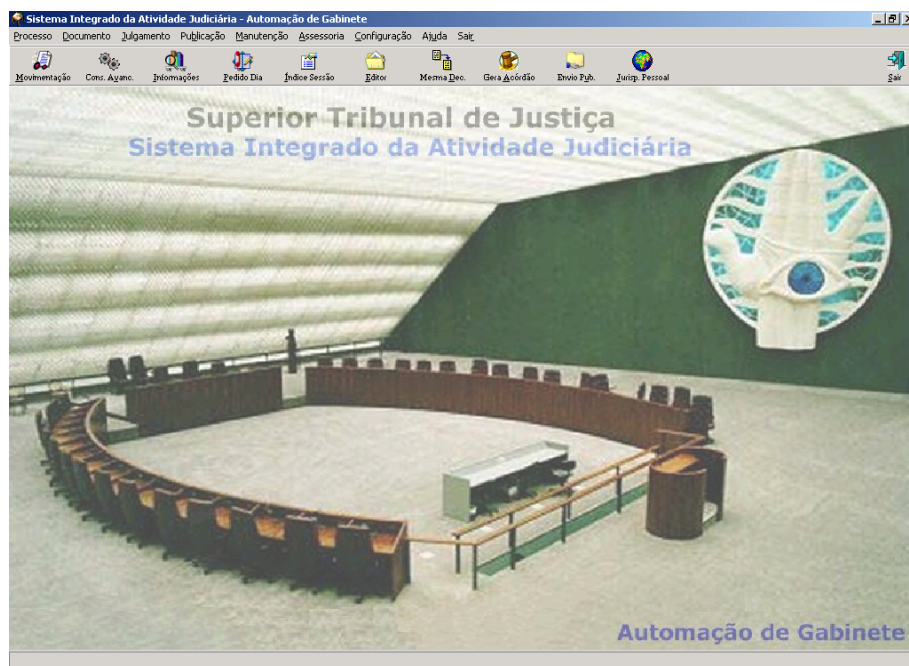 Sistema Integrado da Atividade Judiciária - Automação de Gabinete
Processo Documento Julgamento Publicação Manutenção Assessoria Configuração Ajuda Sair
Movimentação Cons. Avanc. Informações Pedido Dia Índice Sessão Editor Mesma Dec. Gera Acórdão Envio Pub. Jurisp. Pessoal Sair
Superior Tribunal de Justiça
Sistema Integrado da Atividade Judiciária
Automação de Gabinete